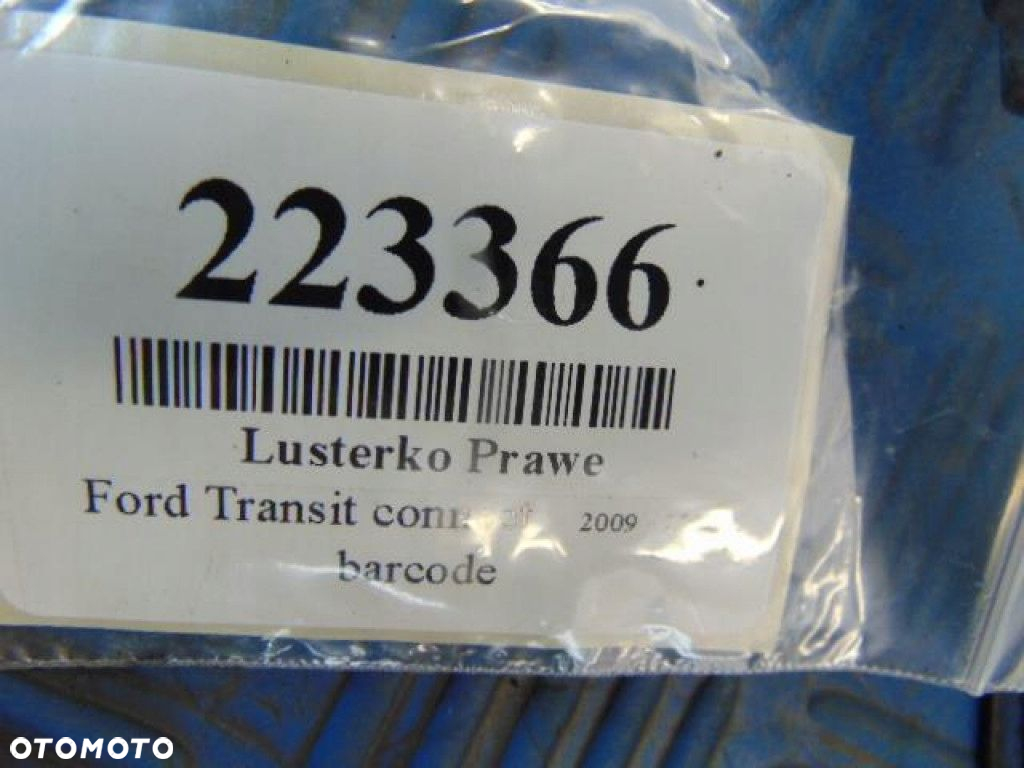 223366
Lusterko Prawe
Ford Transit 2009
barcode
OTOMOTO